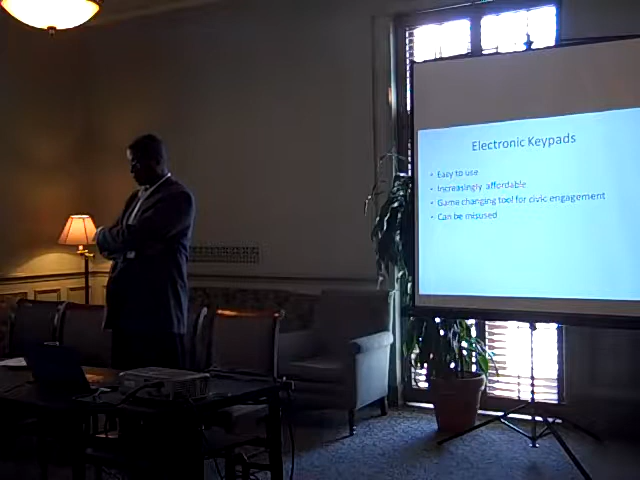 Electronic Keypads
• Easy to use
• Increasingly affordable
• Game changing tool for civic engagement
• Can be misused